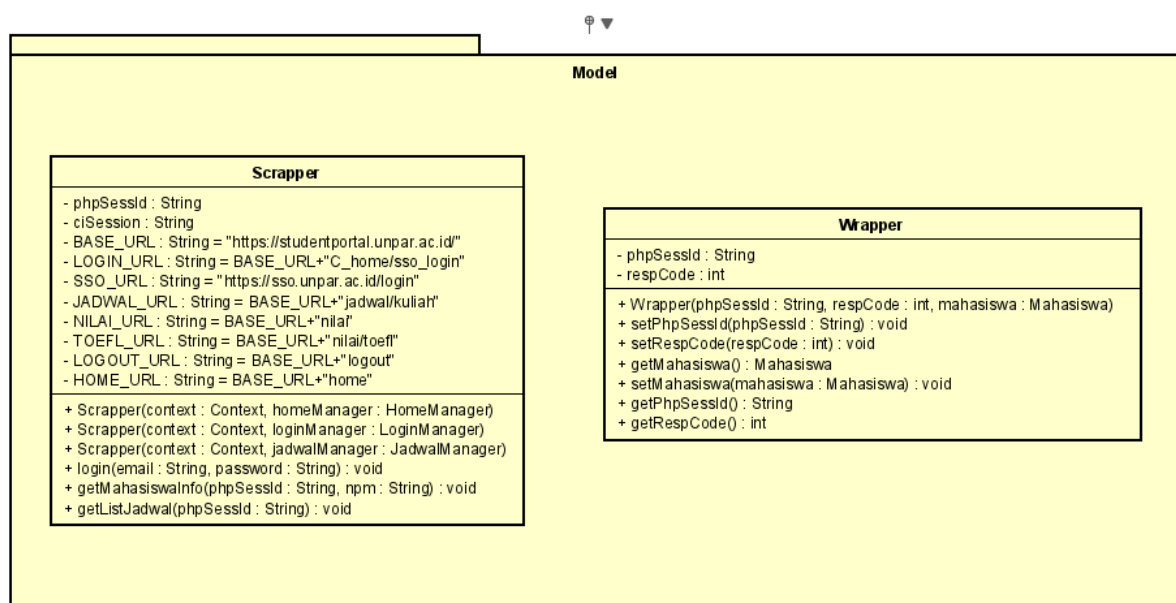 Model
Scrapper
- phpSessId : String
- ciSession : String
- BASE_URL : String = "https://studentportal.unpar.ac.id/"
- LOGIN_URL : String = BASE_URL+"C_home/sso_login"
- SSO_URL : String = "https://sso.unpar.ac.id/login"
- JADWAL_URL : String = BASE_URL+"jadwal/kuliah"
- NILAI_URL : String = BASE_URL+"nilai"
- TOEFL_URL : String = BASE_URL+"nilai/toefl"
- LOGOUT_URL : String = BASE_URL+"logout"
- HOME_URL : String = BASE_URL+"home"
+ Scrapper(context : Context, homeManager : HomeManager)
+ Scrapper(context : Context, loginManager : LoginManager)
+ Scrapper(context : Context, jadwalManager : JadwalManager)
+ login(email : String, password : String) : void
+ getMahasiswaInfo(phpSessId : String, npm : String) : void
+ getListJadwal(phpSessId : String) : void
Wrapper
- phpSessId : String
- respCode : int
+ Wrapper(phpSessId : String, respCode : int, mahasiswa : Mahasiswa)
+ setPhpSessId(phpSessId : String) : void
+ setRespCode(respCode : int) : void
+ getMahasiswa() : Mahasiswa
+ setMahasiswa(mahasiswa : Mahasiswa) : void
+ getPhpSessId() : String
+ getRespCode() : int